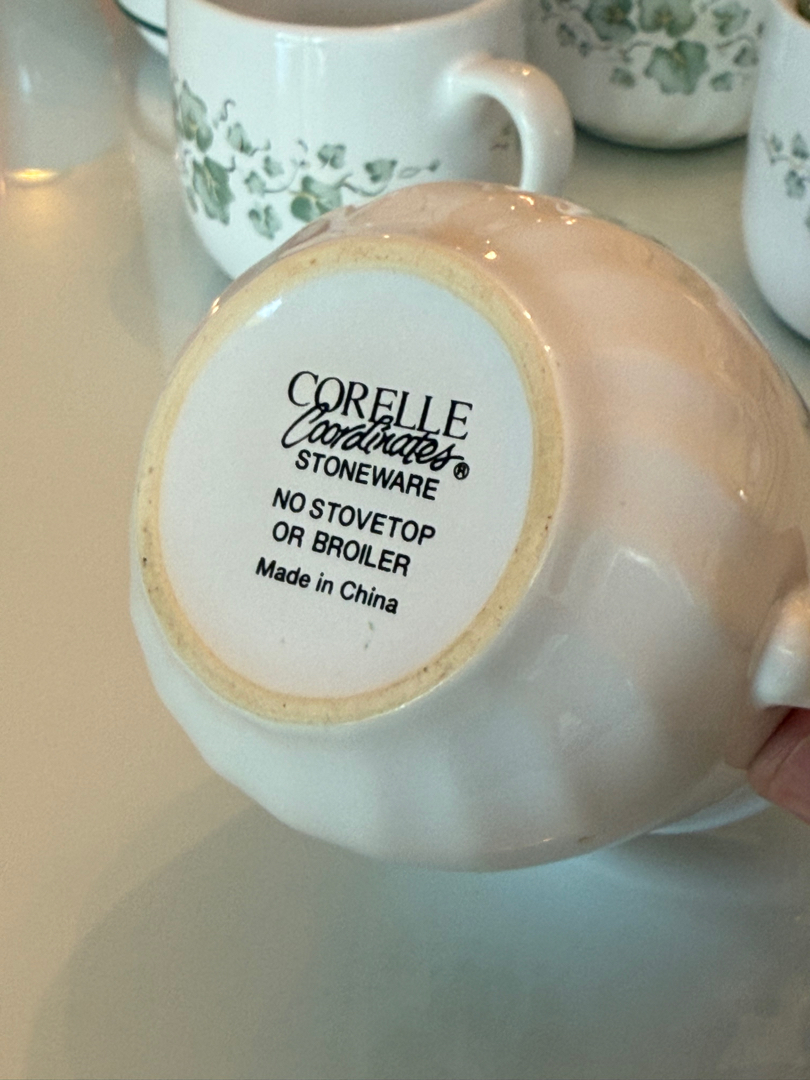 CORELLE
Coordinates®
STONEWARE
NO STOVETOP
OR BROILER
Made in China